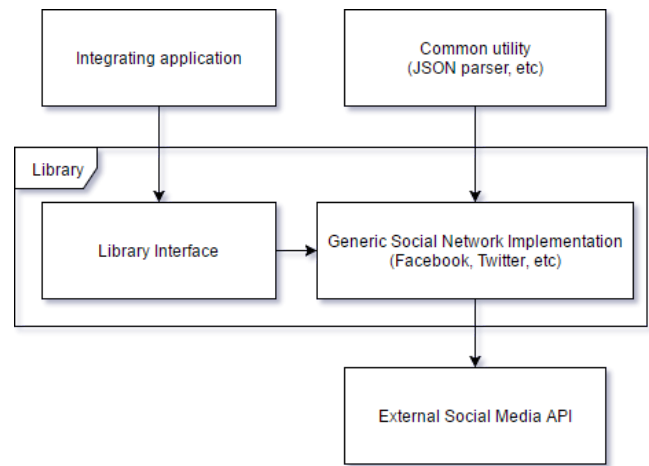 Integrating application
Common utility
(JSON parser, etc)
Library
Library Interface
Generic Social Network Implementation
(Facebook, Twitter, etc)
External Social Media API